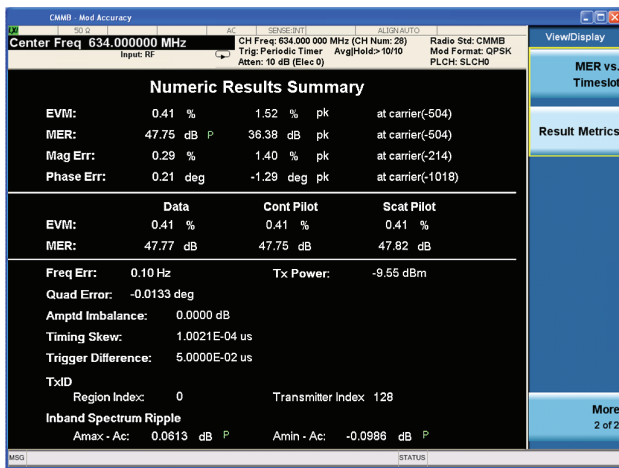 CMMB - Mod Accuracy
50 Ω AC SENSE:INT ALIGN AUTO
Center Freq 634.000000 MHz
Input: RF
CH Freq: 634.000 000 MHz (CH Num: 28)
Trig: Periodic Timer Avg|Hold:> 10/10
Atten: 10 dB (Elec 0)
Radio Std: CMMB
Mod Format: QPSK
PLCH: SLCH0
View/Display
MER vs. Timeslot
Result Metrics
More
2 of 2
Numeric Results Summary
EVM: 0.41 % 1.52 % pk at carrier(-504)
MER: 47.75 dB P 36.38 dB pk at carrier(-504)
Mag Err: 0.29 % 1.40 % pk at carrier(-214)
Phase Err: 0.21 deg -1.29 deg pk at carrier(-1018)
Data Cont Pilot Scat Pilot
EVM: 0.41 % 0.41 % 0.41 %
MER: 47.77 dB 47.75 dB 47.82 dB
Freq Err: 0.10 Hz Tx Power: -9.55 dBm
Quad Error: -0.0133 deg
Amptd Imbalance: 0.0000 dB
Timing Skew: 1.0021E-04 us
Trigger Difference: 5.0000E-02 us
TxID
Region Index: 0 Transmitter Index 128
Inband Spectrum Ripple
Amax - Ac: 0.0613 dB P Amin - Ac: -0.0986 dB P
MSG STATUS